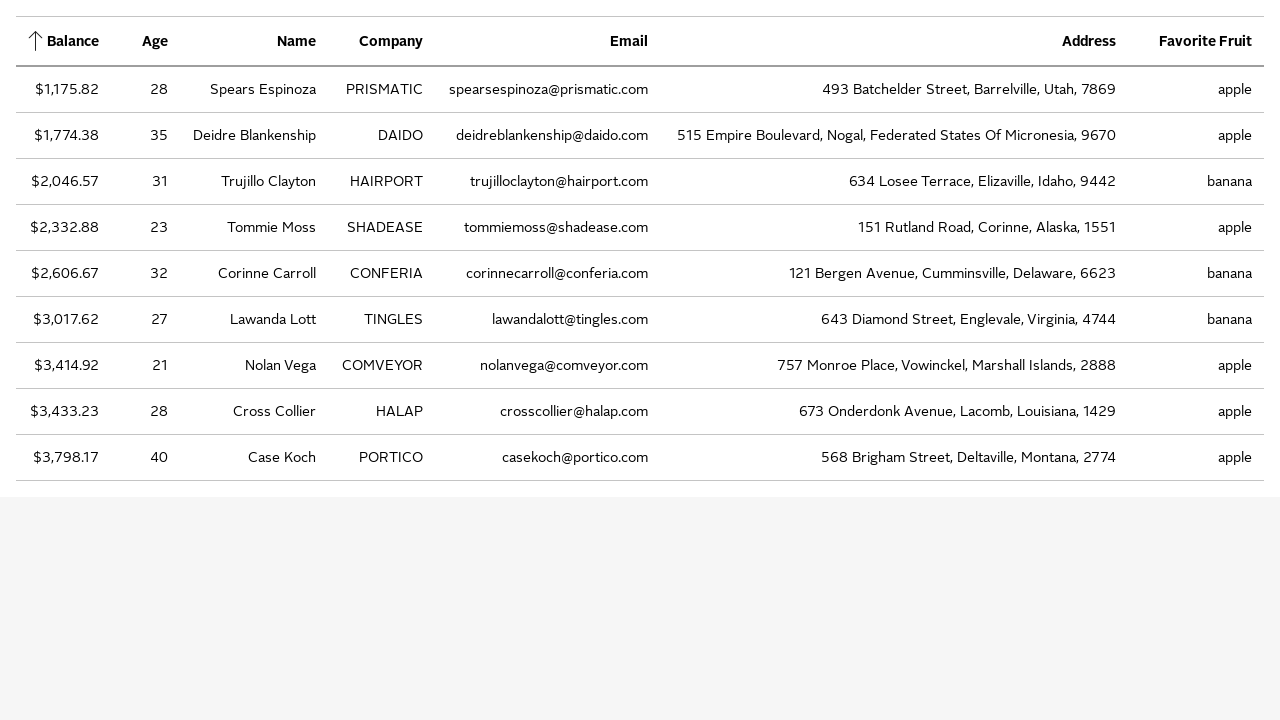 Balance Age Name Company Email Address Favorite Fruit
$1,175.82 28 Spears Espinoza PRISMATIC spearsespinoza@prismatic.com 493 Batchelder Street, Barrelville, Utah, 7869 apple
$1,774.38 35 Deidre Blankenship DAIDO deidreblankenship@daido.com 515 Empire Boulevard, Nogal, Federated States Of Micronesia, 9670 apple
$2,046.57 31 Trujillo Clayton HAIRPORT trujilloclayton@hairport.com 634 Losee Terrace, Elizaville, Idaho, 9442 banana
$2,332.88 23 Tommie Moss SHADEASE tommiemoss@shadease.com 151 Rutland Road, Corinne, Alaska, 1551 apple
$2,606.67 32 Corinne Carroll CONFERIA corinnecarroll@conferia.com 121 Bergen Avenue, Cumminsville, Delaware, 6623 banana
$3,017.62 27 Lawanda Lott TINGLES lawandalott@tingles.com 643 Diamond Street, Englevale, Virginia, 4744 banana
$3,414.92 21 Nolan Vega COMVEYOR nolanvega@comveyor.com 757 Monroe Place, Vowinckel, Marshall Islands, 2888 apple
$3,433.23 28 Cross Collier HALAP crosscollier@halap.com 673 Onderdonk Avenue, Lacomb, Louisiana, 1429 apple
$3,798.17 40 Case Koch PORTICO casekoch@portico.com 568 Brigham Street, Deltaville, Montana, 2774 apple